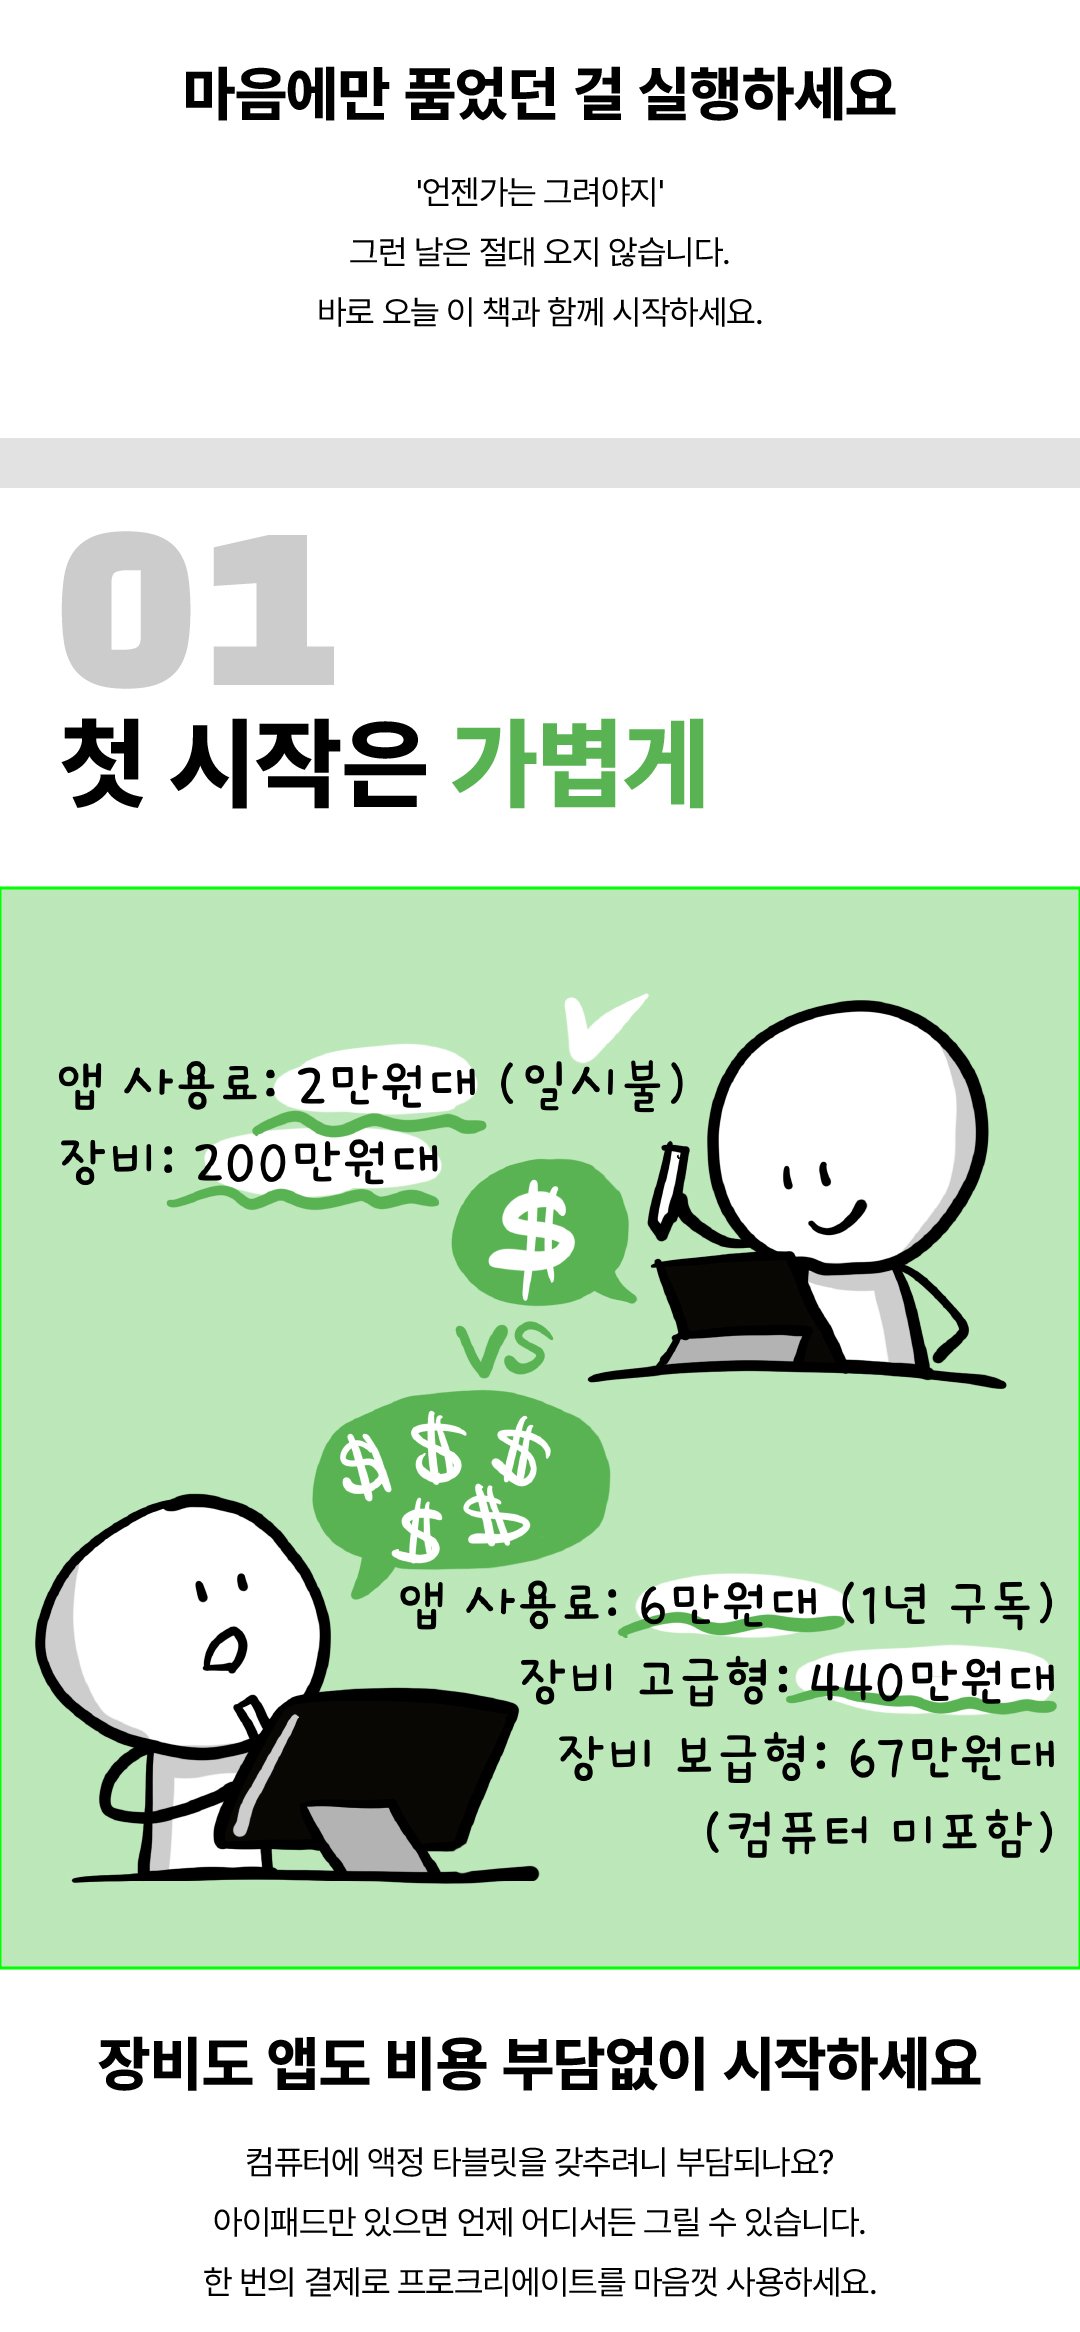 마음에만 품었던 걸 실행하세요
'언젠가는 그려야지'
그런 날은 절대 오지 않습니다.
바로 오늘 이 책과 함께 시작하세요.
01
첫 시작은 가볍게
앱 사용료: 2만원대 (일시불)
장비: 200만원대
$
VS
$ $ $
$ $
앱 사용료: 6만원대 (1년 구독)
장비 고급형: 440만원대
장비 보급형: 67만원대
(컴퓨터 미포함)
장비도 앱도 비용 부담없이 시작하세요
컴퓨터에 액정 타블릿을 갖추려니 부담되나요?
아이패드만 있으면 언제 어디서든 그릴 수 있습니다.
한 번의 결제로 프로크리에이트를 마음껏 사용하세요.